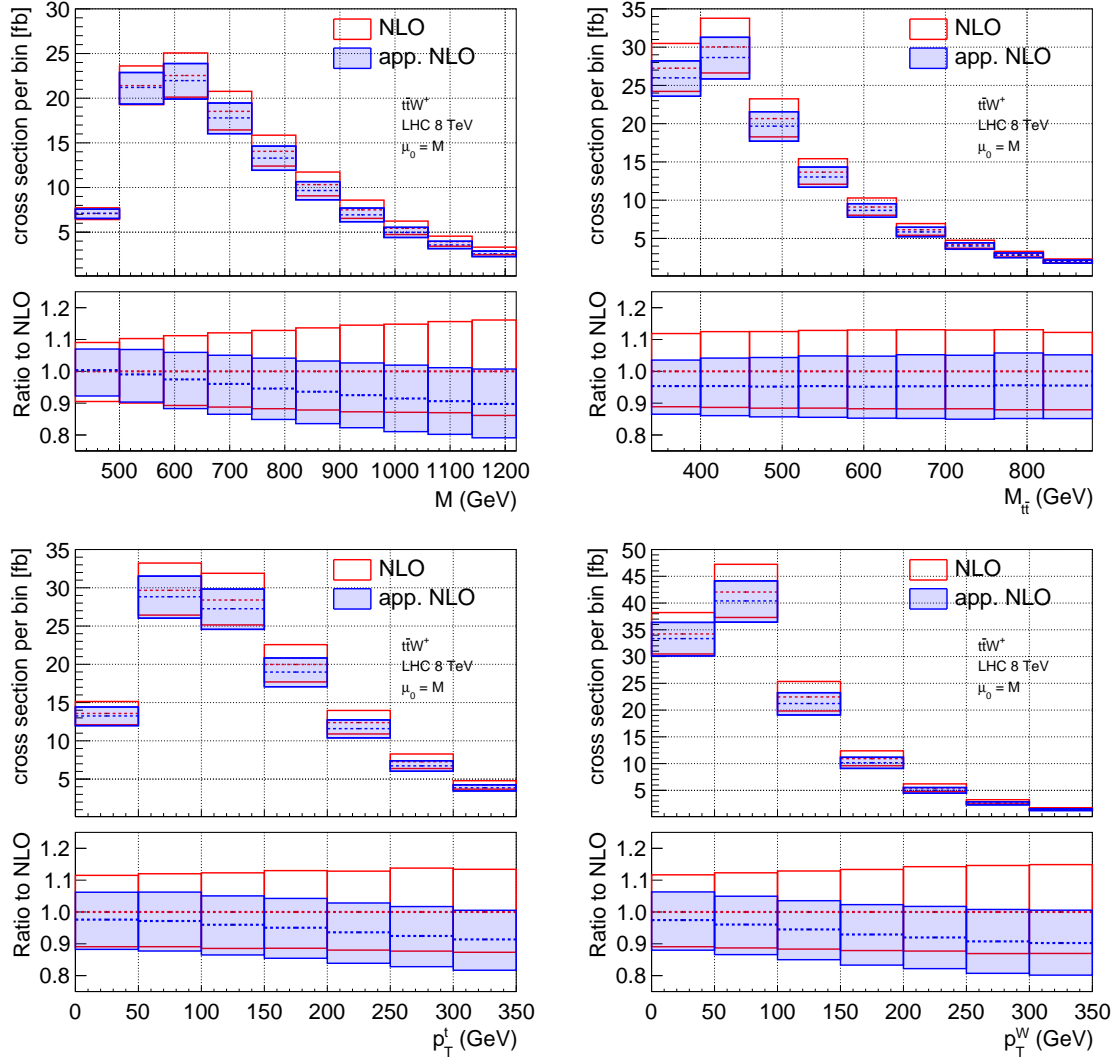 cross section per bin [fb]
30
25
20
15
10
5
NLO
app. NLO
tt̄W⁺
LHC 8 TeV
μ₀ = M
Ratio to NLO
1.2
1.1
1.0
0.9
0.8
500 600 700 800 900 1000 1100 1200
M (GeV)
cross section per bin [fb]
35
30
25
20
15
10
5
NLO
app. NLO
tt̄W⁺
LHC 8 TeV
μ₀ = M
Ratio to NLO
1.2
1.1
1.0
0.9
0.8
400 500 600 700 800
M_tt̄ (GeV)
cross section per bin [fb]
35
30
25
20
15
10
5
NLO
app. NLO
tt̄W⁺
LHC 8 TeV
μ₀ = M
Ratio to NLO
1.2
1.1
1.0
0.9
0.8
0 50 100 150 200 250 300 350
p_T^t (GeV)
cross section per bin [fb]
50
45
40
35
30
25
20
15
10
5
NLO
app. NLO
tt̄W⁺
LHC 8 TeV
μ₀ = M
Ratio to NLO
1.2
1.1
1.0
0.9
0.8
0 50 100 150 200 250 300 350
p_T^W (GeV)